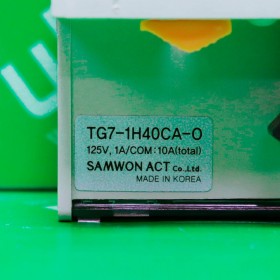 TG7-1H40CA-O
125V, 1A/COM:10A(total)
SAMWON ACT Co.,Ltd.
MADE IN KOREA